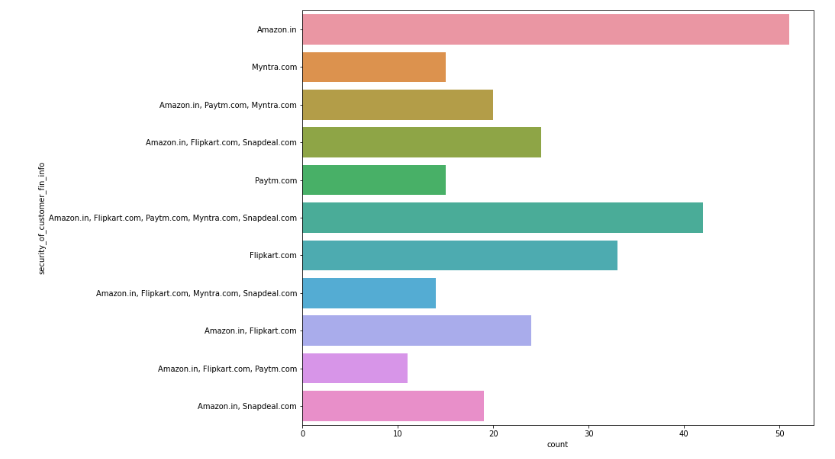 Amazon.in
Myntra.com
Amazon.in, Paytm.com, Myntra.com
Amazon.in, Flipkart.com, Snapdeal.com
Paytm.com
Amazon.in, Flipkart.com, Paytm.com, Myntra.com, Snapdeal.com
Flipkart.com
Amazon.in, Flipkart.com, Myntra.com, Snapdeal.com
Amazon.in, Flipkart.com
Amazon.in, Flipkart.com, Paytm.com
Amazon.in, Snapdeal.com
security_of_customer_fin_info
0 10 20 30 40 50
count